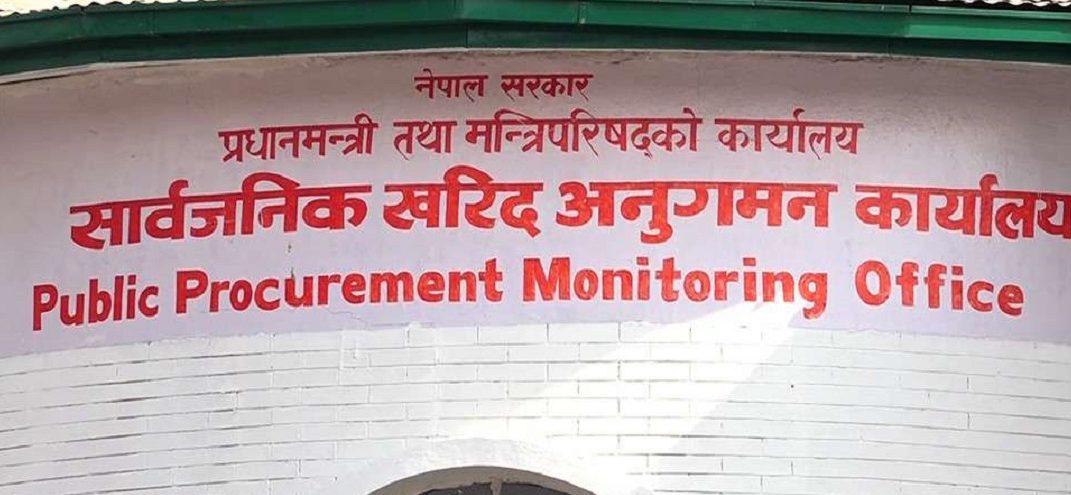 नेपाल सरकार
प्रधानमन्त्री तथा मन्त्रिपरिषद्को कार्यालय
सार्वजनिक खरिद अनुगमन कार्यालय
Public Procurement Monitoring Office